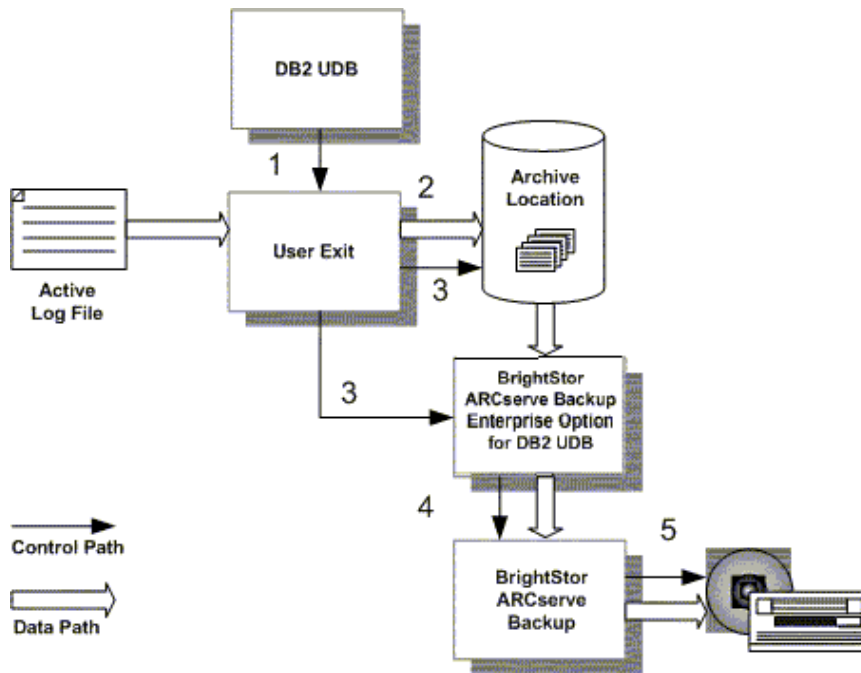 DB2 UDB
1
2
Archive
Location
User Exit
3
Active
Log File
3
BrightStor
ARCserve Backup
Enterprise Option
for DB2 UDB
4
5
Control Path
BrightStor
ARCserve
Backup
Data Path